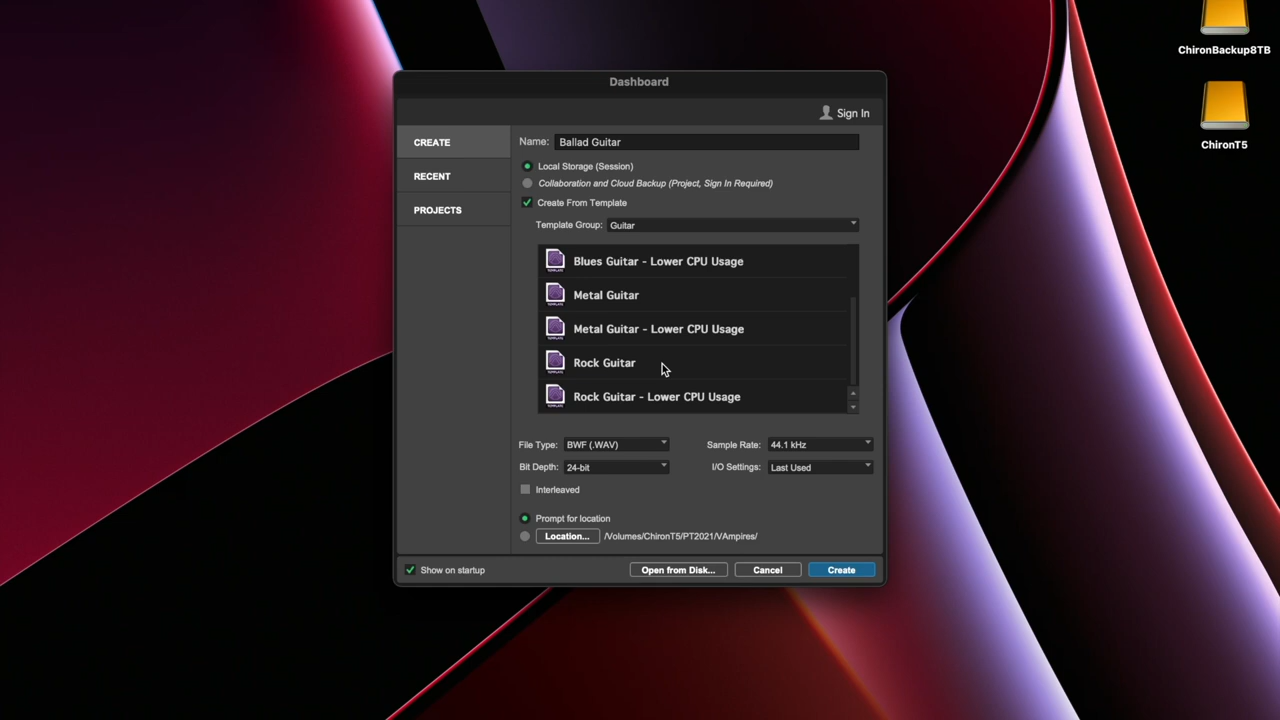 ChironBackup8TB
ChironT5
Dashboard
Sign In
CREATE
RECENT
PROJECTS
Name: Ballad Guitar
Local Storage (Session)
Collaboration and Cloud Backup (Project, Sign In Required)
Create From Template
Template Group: Guitar
Blues Guitar - Lower CPU Usage
Metal Guitar
Metal Guitar - Lower CPU Usage
Rock Guitar
Rock Guitar - Lower CPU Usage
File Type: BWF (.WAV) Sample Rate: 44.1 kHz
Bit Depth: 24-bit I/O Settings: Last Used
Interleaved
Prompt for location
Location... /Volumes/ChironT5/PT2021/VAmpires/
Show on startup Open from Disk... Cancel Create